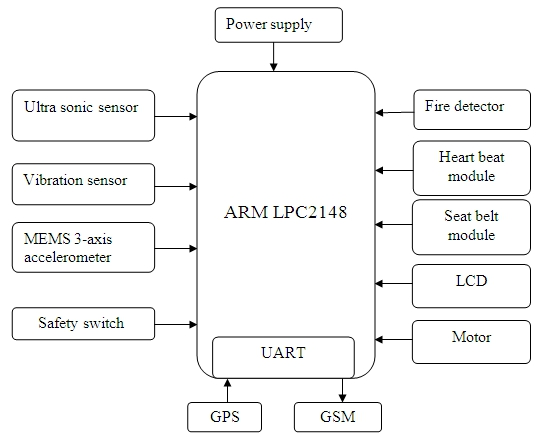 Power supply
Ultra sonic sensor
Vibration sensor
MEMS 3-axis
accelerometer
Safety switch
ARM LPC2148
UART
Fire detector
Heart beat
module
Seat belt
module
LCD
Motor
GPS
GSM